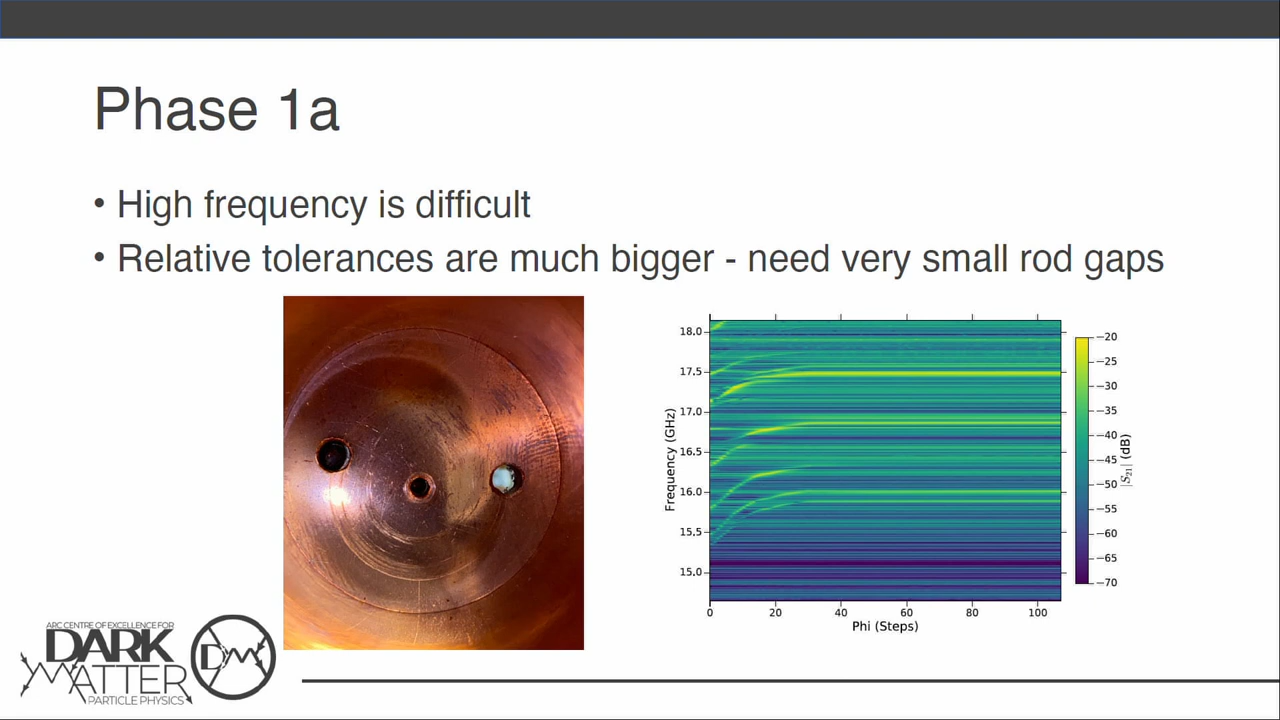 Phase 1a
• High frequency is difficult
• Relative tolerances are much bigger - need very small rod gaps
18.0
17.5
17.0
16.5
16.0
15.5
15.0
Frequency (GHz)
0 20 40 60 80 100
Phi (Steps)
−20
−25
−30
−35
−40
−45
−50
−55
−60
−65
−70
|S21| (dB)
ARC CENTRE OF EXCELLENCE FOR
DARK
MATTER
PARTICLE PHYSICS
DM